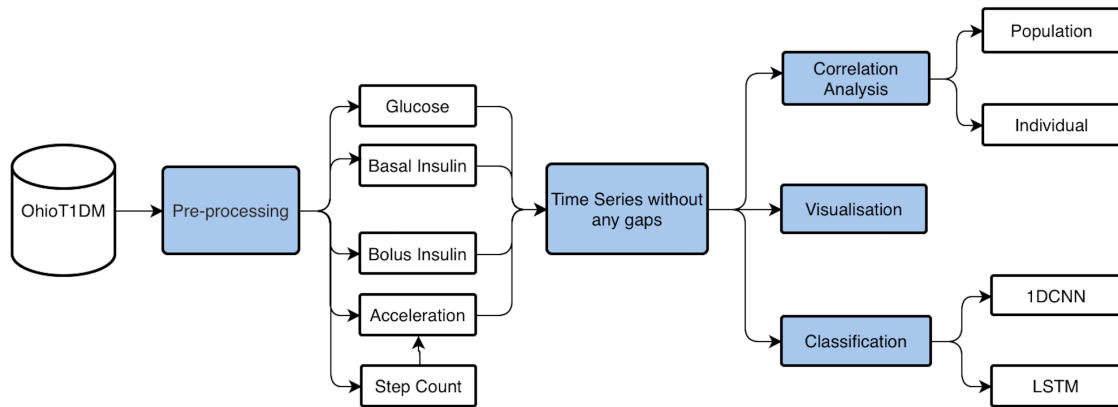 OhioT1DM
Pre-processing
Glucose
Basal Insulin
Bolus Insulin
Acceleration
Step Count
Time Series without
any gaps
Correlation
Analysis
Population
Individual
Visualisation
Classification
1DCNN
LSTM